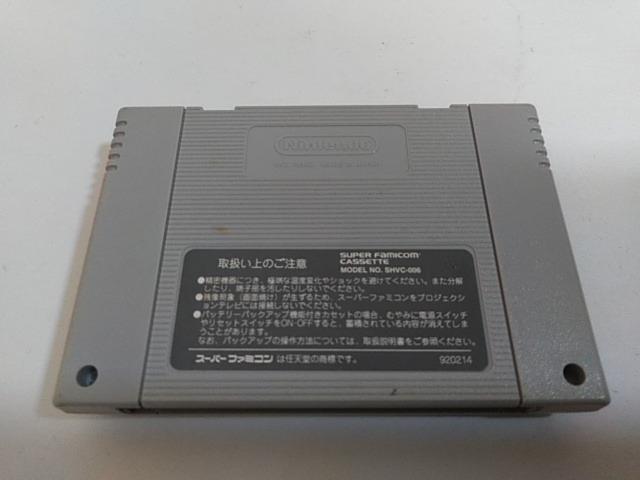 Nintendo
取扱い上のご注意
SUPER FAMICOM
CASSETTE
MODEL NO. SHVC-006
●精密機器につき、極端な温度変化やショックを避けてください。また分解
したり、端子部を汚したりしないでください。
●残像現象（画面焼け）が生ずるため、スーパーファミコンをプロジェクシ
ョンテレビには接続しないでください。
●バッテリーバックアップ機能付きカセットの場合、むやみに電源スイッチ
やリセットスイッチをON・OFFすると、蓄積されている内容が消えてしま
うことがあります。
なお、バックアップの操作方法については、取扱説明書をご参照ください。
スーパーファミコンは任天堂の商標です。
920214